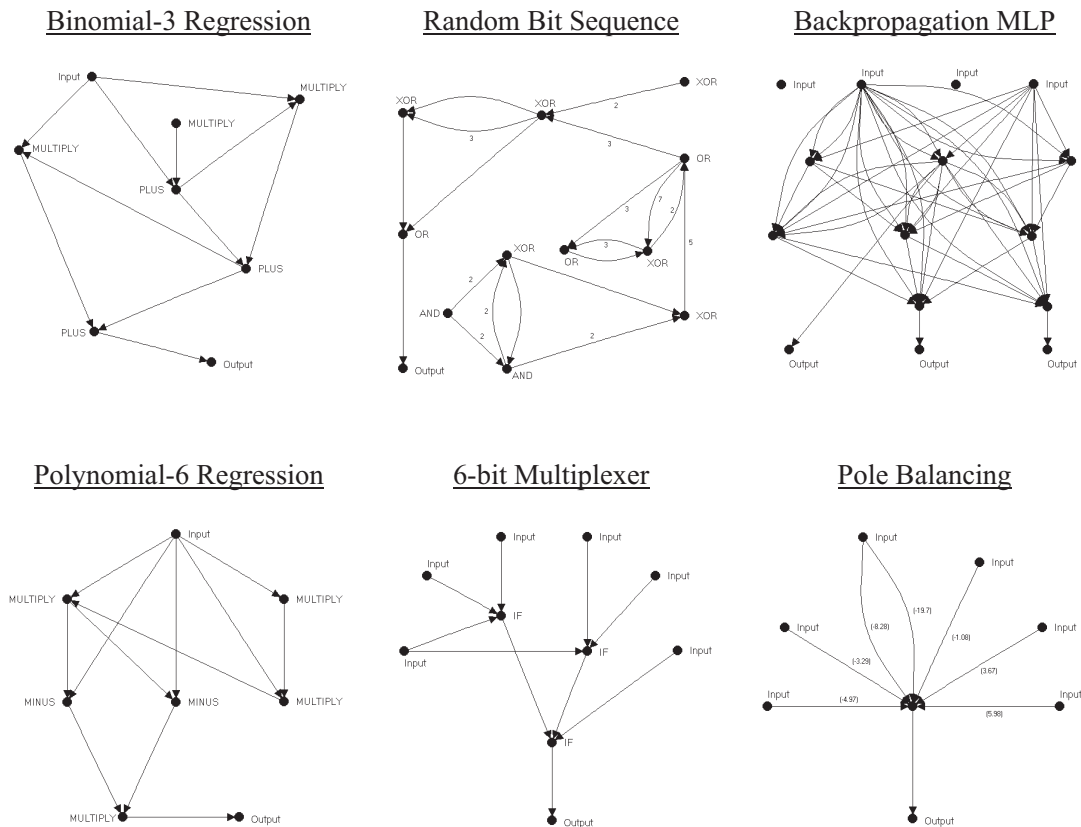 Binomial-3 Regression
Input
MULTIPLY
MULTIPLY
MULTIPLY
PLUS
PLUS
PLUS
Output
Random Bit Sequence
XOR
2
XOR
XOR
3
3
OR
3
7
2
OR
3
OR
XOR
5
XOR
2
AND
2
2
XOR
2
AND
Output
Backpropagation MLP
Input
Input
Input
Input
Output
Output
Output
Polynomial-6 Regression
Input
MULTIPLY
MULTIPLY
MINUS
MINUS
MULTIPLY
MULTIPLY
Output
6-bit Multiplexer
Input
Input
Input
Input
IF
Input
IF
Input
IF
Output
Pole Balancing
Input
Input
(-19.7)
(-8.28)
(-1.08)
Input
Input
(-3.29)
(3.67)
Input
Input
(-4.97)
(5.98)
Output